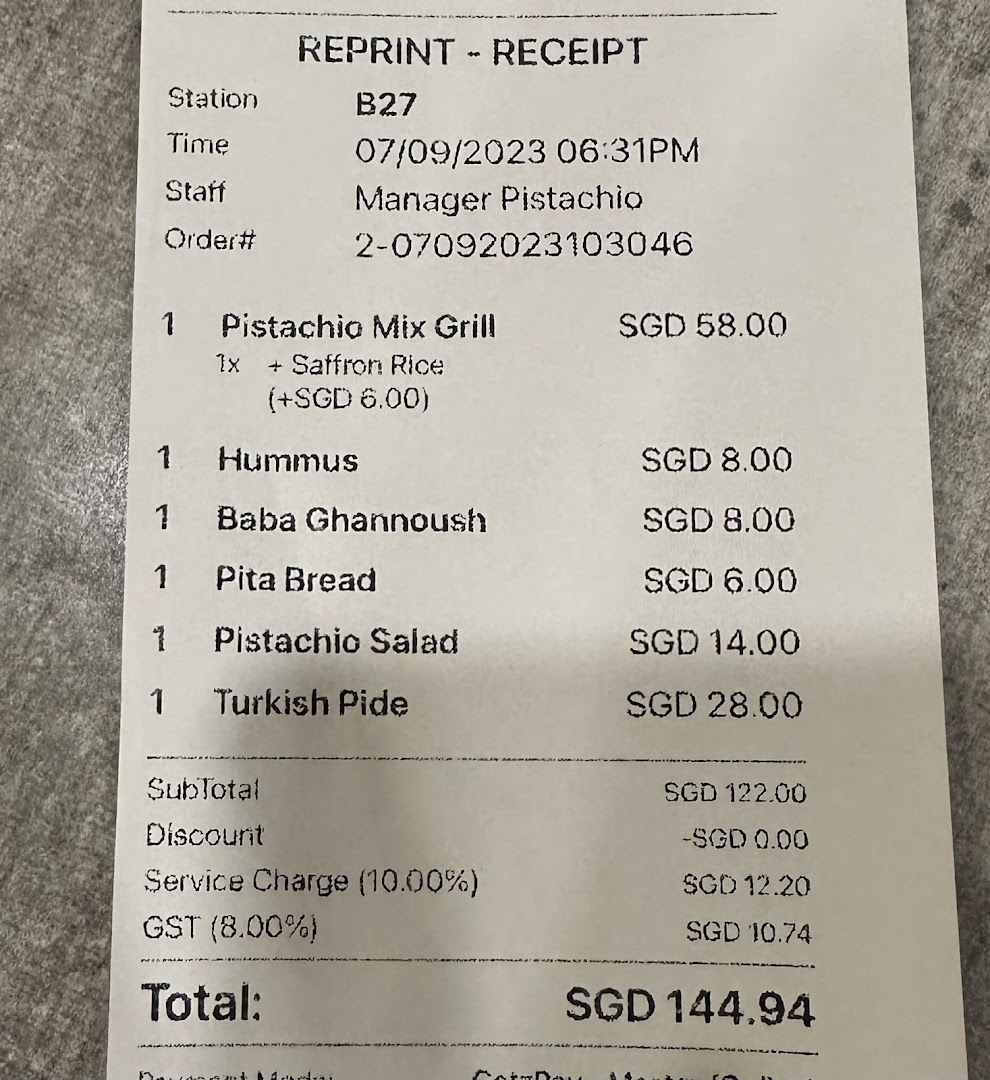 REPRINT - RECEIPT
Station B27
Time 07/09/2023 06:31PM
Staff Manager Pistachio
Order# 2-07092023103046
1 Pistachio Mix Grill SGD 58.00
1x + Saffron Rice
(+SGD 6.00)
1 Hummus SGD 8.00
1 Baba Ghannoush SGD 8.00
1 Pita Bread SGD 6.00
1 Pistachio Salad SGD 14.00
1 Turkish Pide SGD 28.00
SubTotal SGD 122.00
Discount -SGD 0.00
Service Charge (10.00%) SGD 12.20
GST (8.00%) SGD 10.74
Total: SGD 144.94